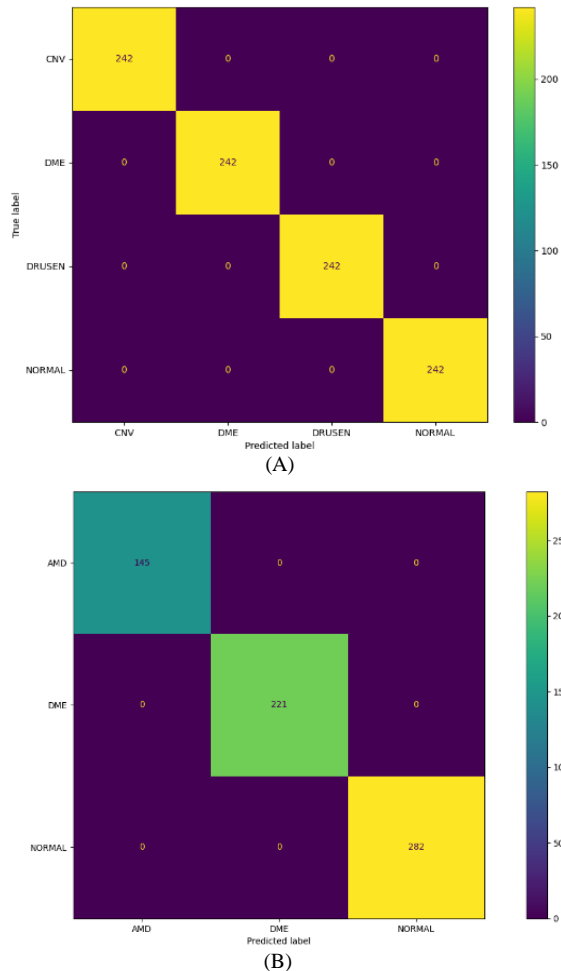 CNV 242 0 0 0
DME 0 242 0 0
DRUSEN 0 0 242 0
NORMAL 0 0 0 242
True label
CNV DME DRUSEN NORMAL
Predicted label
200
150
100
50
0
(A)
AMD 145 0 0
DME 0 221 0
NORMAL 0 0 282
AMD DME NORMAL
Predicted label
50
0
(B)